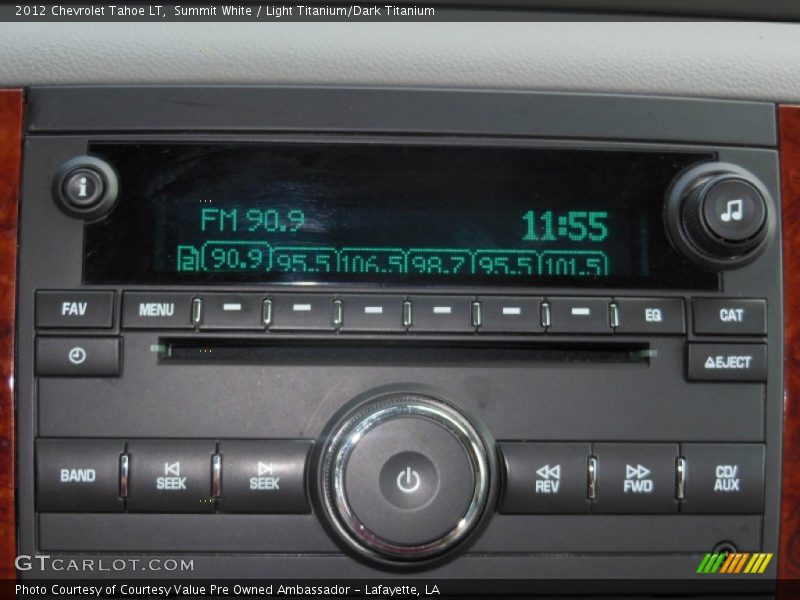 2012 Chevrolet Tahoe LT, Summit White / Light Titanium/Dark Titanium
i
FM 90.9
11:55
2 90.9 95.5 106.5 98.7 95.5 101.5
FAV
MENU
EQ
CAT
EJECT
BAND
SEEK
SEEK
REV
FWD
CD/
AUX
GTCARLOT.COM
Photo Courtesy of Courtesy Value Pre Owned Ambassador - Lafayette, LA